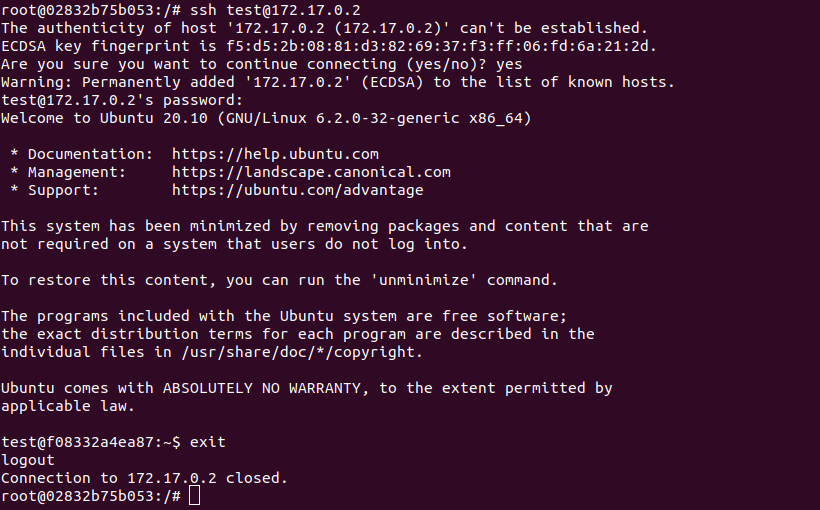 root@02832b75b053:/# ssh test@172.17.0.2
The authenticity of host '172.17.0.2 (172.17.0.2)' can't be established.
ECDSA key fingerprint is f5:d5:2b:08:81:d3:82:69:37:f3:ff:06:fd:6a:21:2d.
Are you sure you want to continue connecting (yes/no)? yes
Warning: Permanently added '172.17.0.2' (ECDSA) to the list of known hosts.
test@172.17.0.2's password:
Welcome to Ubuntu 20.10 (GNU/Linux 6.2.0-32-generic x86_64)
* Documentation:  https://help.ubuntu.com
* Management:     https://landscape.canonical.com
* Support:        https://ubuntu.com/advantage
This system has been minimized by removing packages and content that are
not required on a system that users do not log into.
To restore this content, you can run the 'unminimize' command.
The programs included with the Ubuntu system are free software;
the exact distribution terms for each program are described in the
individual files in /usr/share/doc/*/copyright.
Ubuntu comes with ABSOLUTELY NO WARRANTY, to the extent permitted by
applicable law.
test@f08332a4ea87:~$ exit
logout
Connection to 172.17.0.2 closed.
root@02832b75b053:/#